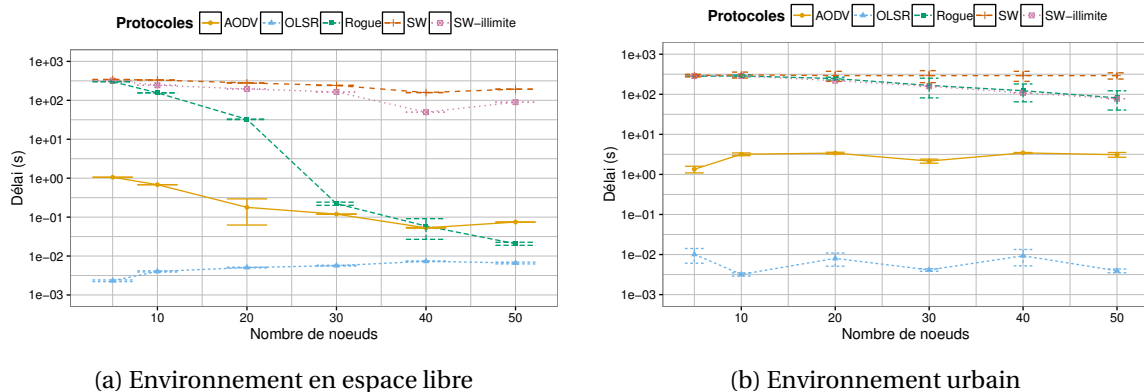 Protocoles AODV OLSR Rogue SW SW−illimite
1e+03
1e+02
1e+01
1e+00
1e−01
1e−02
1e−03
Délai (s)
10 20 30 40 50
Nombre de noeuds
(a) Environnement en espace libre
Protocoles AODV OLSR Rogue SW SW−illimite
1e+03
1e+02
1e+01
1e+00
1e−01
1e−02
1e−03
Délai (s)
10 20 30 40 50
Nombre de noeuds
(b) Environnement urbain